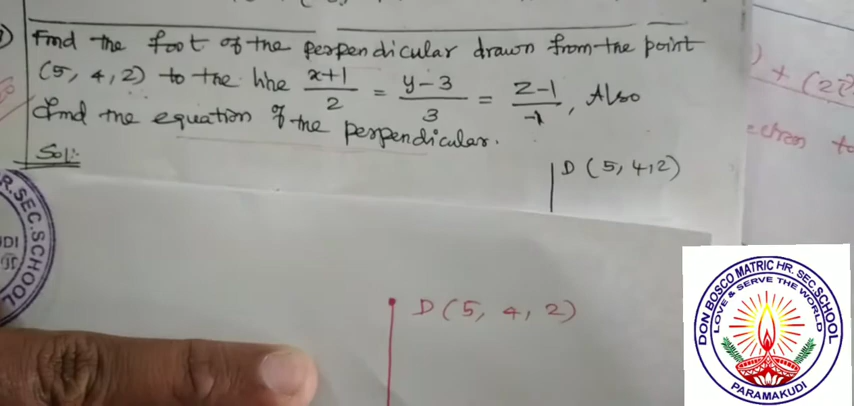 Find the foot of the perpendicular drawn from the point
(5, 4, 2) to the line x+1/2 = y-3/3 = z-1/-1, Also
find the equation of the perpendicular.
Sol:
D (5, 4, 2)
R.SEC.SCHOOL
D (5, 4, 2)
DON BOSCO MATRIC HR. SEC. SCHOOL
LOVE & SERVE THE WORLD
PARAMAKUDI